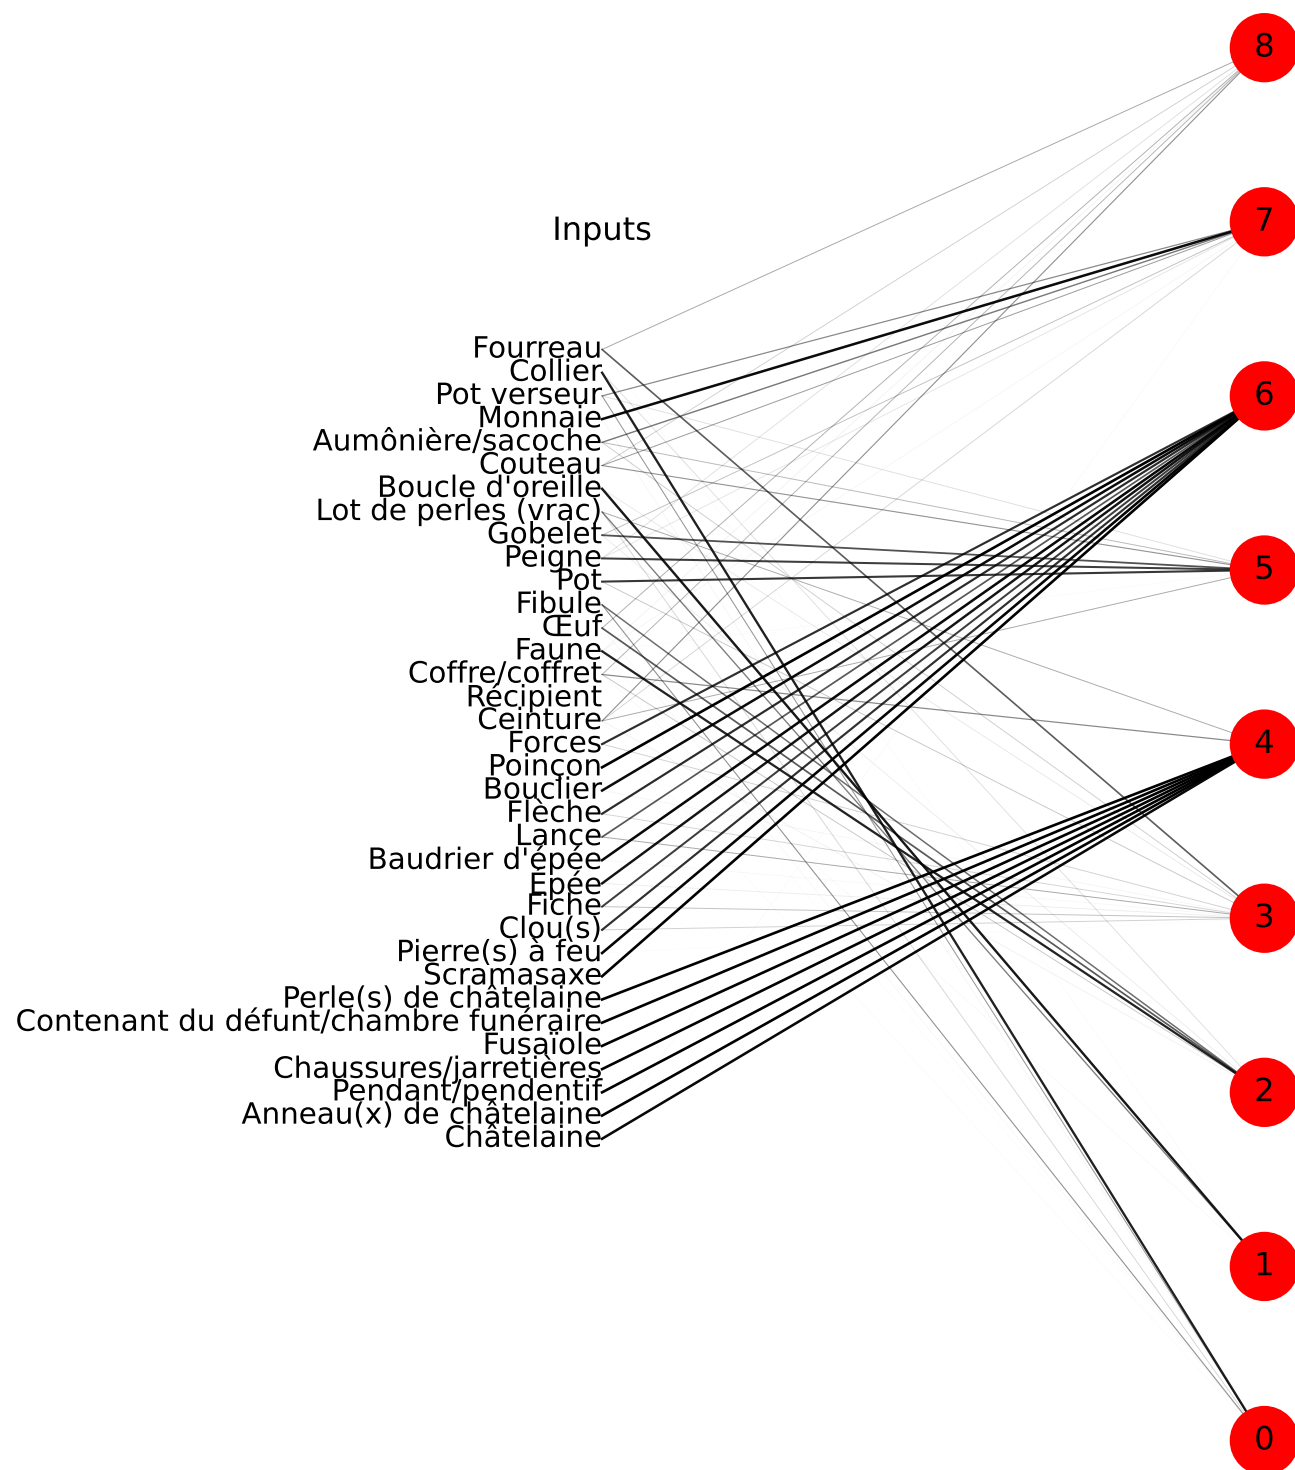 8
7
Inputs
Fourreau
Collier
Pot verseur
6
Monnaie
Aumônière/sacoche
Couteau
Boucle d'oreille
Lot de perles (vrac)
Gobelet
Peigne
5
Pot
Fibule
Œuf
Faune
Coffre/coffret
Récipient
Ceinture
4
Forces
Poinçon
Bouclier
Flèche
Lance
Baudrier d'épée
Epée
Fiche
3
Clou(s)
Pierre(s) à feu
Scramasaxe
Perle(s) de châtelaine
Contenant du défunt/chambre funéraire
Fusaïole
Chaussures/jarretières
2
Pendant/pendentif
Anneau(x) de châtelaine
Châtelaine
1
0